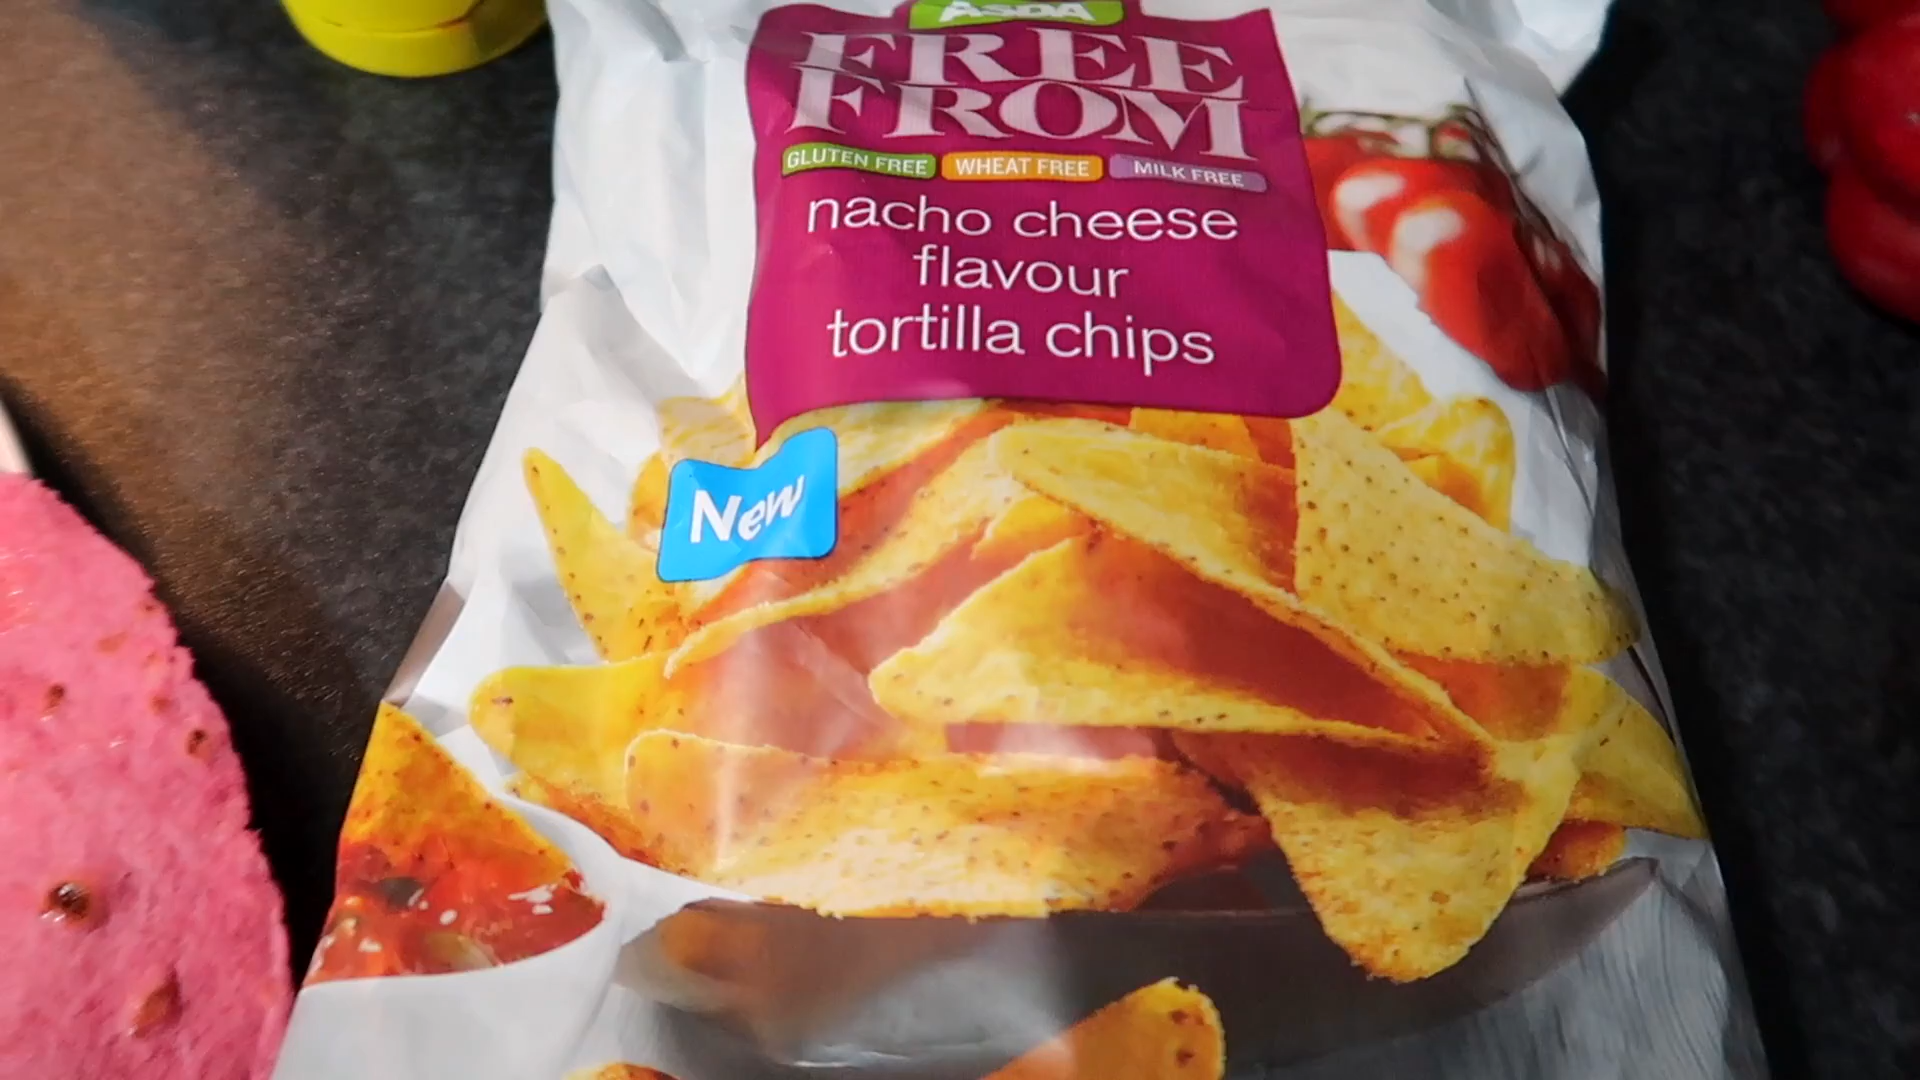 ASDA
FREE
FROM
GLUTEN FREE WHEAT FREE MILK FREE
nacho cheese
flavour
tortilla chips
New